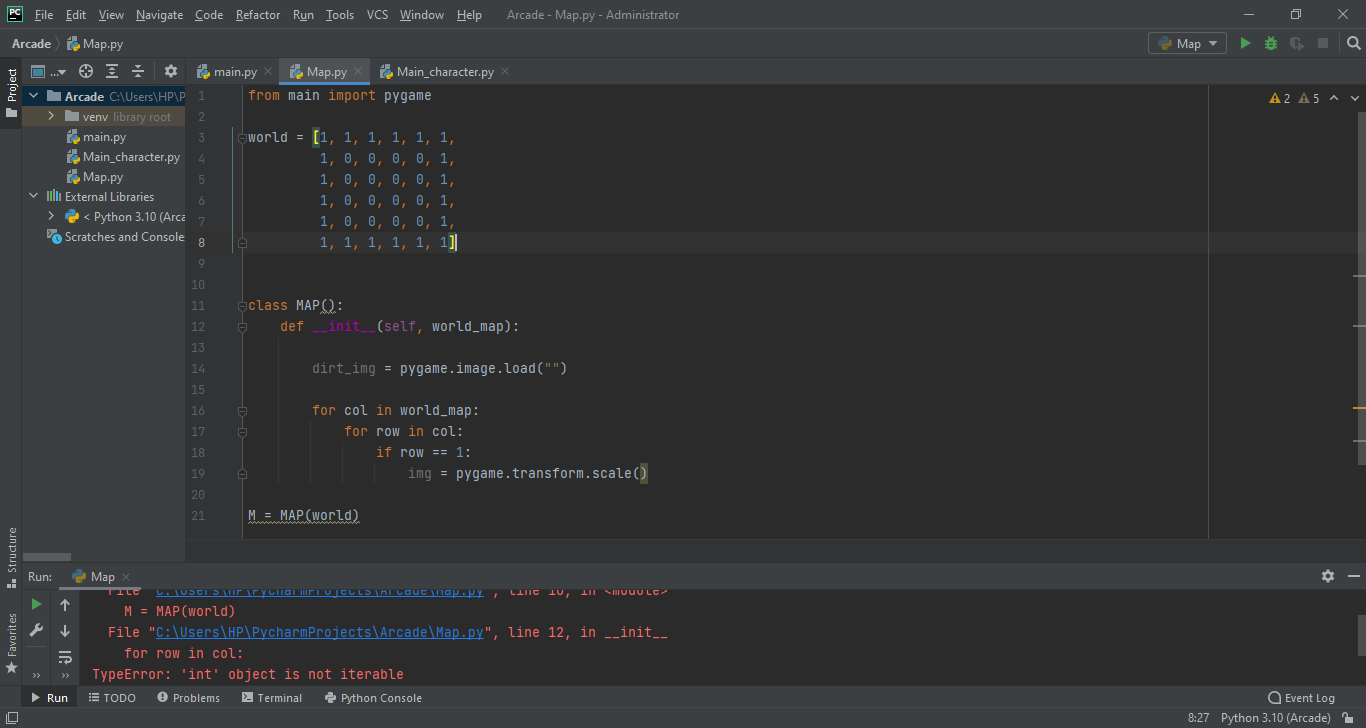 PC File Edit View Navigate Code Refactor Run Tools VCS Window Help Arcade - Map.py - Administrator
Arcade Map.py Map
Project ... main.py Map.py Main_character.py
Arcade C:\Users\HP\P
venv library root
main.py
Main_character.py
Map.py
External Libraries
< Python 3.10 (Arca
Scratches and Console
2 5
1 from main import pygame
2
3 world = [1, 1, 1, 1, 1, 1,
4 1, 0, 0, 0, 0, 1,
5 1, 0, 0, 0, 0, 1,
6 1, 0, 0, 0, 0, 1,
7 1, 0, 0, 0, 0, 1,
8 1, 1, 1, 1, 1, 1]
9
10
11 class MAP():
12 def __init__(self, world_map):
13
14 dirt_img = pygame.image.load("")
15
16 for col in world_map:
17 for row in col:
18 if row == 1:
19 img = pygame.transform.scale()
20
21 M = MAP(world)
Structure
Favorites
Run: Map
File "C:\Users\HP\PycharmProjects\Arcade\Map.py", line 16, in <module>
M = MAP(world)
File "C:\Users\HP\PycharmProjects\Arcade\Map.py", line 12, in __init__
for row in col:
TypeError: 'int' object is not iterable
Run TODO Problems Terminal Python Console Event Log
8:27 Python 3.10 (Arcade)